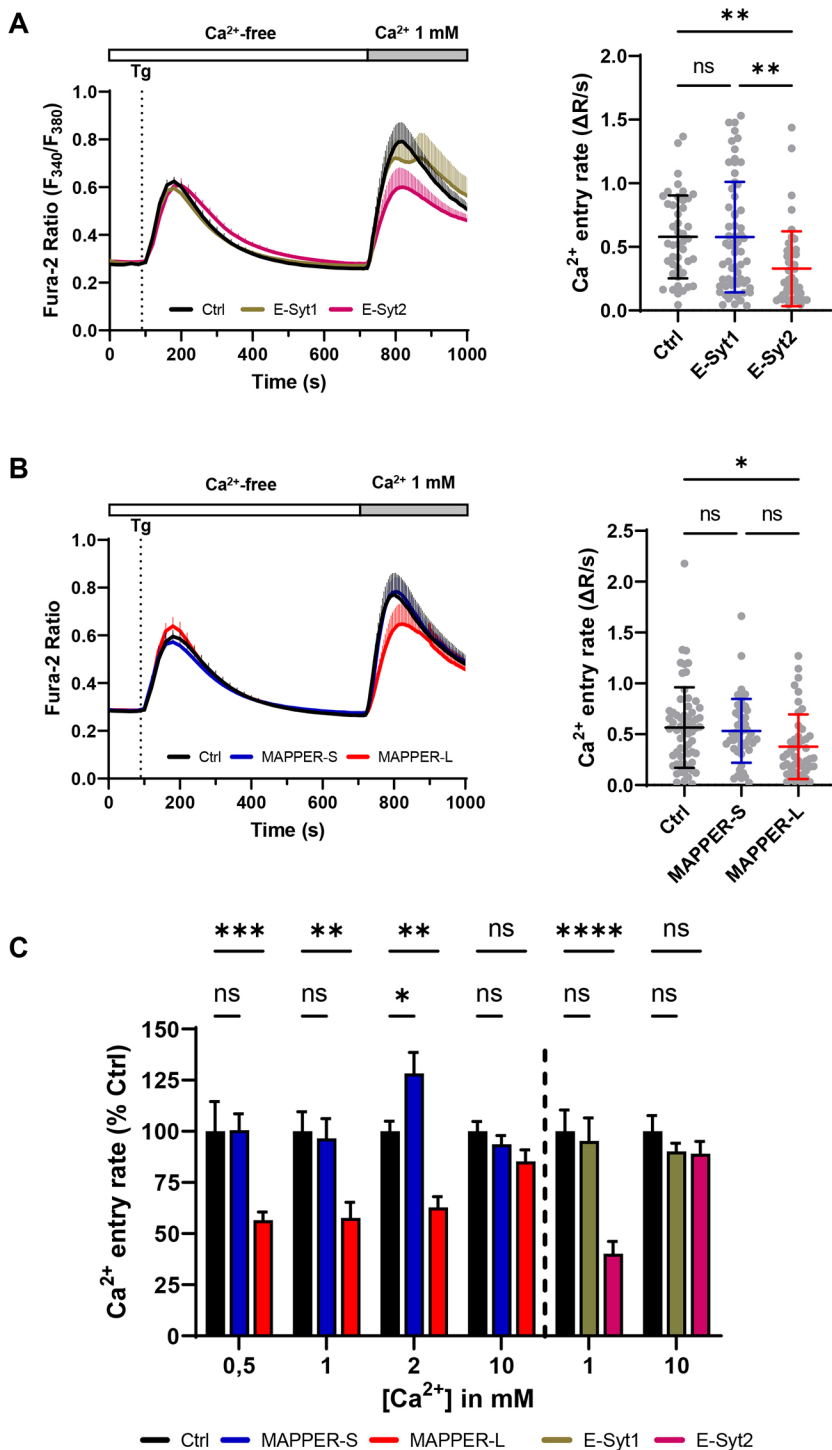 A
Ca²⁺-free
Ca²⁺ 1 mM
Tg
1.0
0.8
0.6
0.4
0.2
0.0
Fura-2 Ratio (F₃₄₀/F₃₈₀)
Ctrl
E-Syt1
E-Syt2
0
200
400
600
800
1000
Time (s)
**
ns
**
2.0
1.5
1.0
0.5
0.0
Ca²⁺ entry rate (ΔR/s)
Ctrl
E-Syt1
E-Syt2
B
Ca²⁺-free
Ca²⁺ 1 mM
Tg
1.0
0.8
0.6
0.4
0.2
0.0
Fura-2 Ratio
Ctrl
MAPPER-S
MAPPER-L
0
200
400
600
800
1000
Time (s)
*
ns
ns
2.5
2.0
1.5
1.0
0.5
0.0
Ca²⁺ entry rate (ΔR/s)
Ctrl
MAPPER-S
MAPPER-L
C
***
**
**
ns
****
ns
ns
ns
*
ns
ns
ns
150
125
100
75
50
25
0
Ca²⁺ entry rate (% Ctrl)
0,5
1
2
10
1
10
[Ca²⁺] in mM
Ctrl
MAPPER-S
MAPPER-L
E-Syt1
E-Syt2